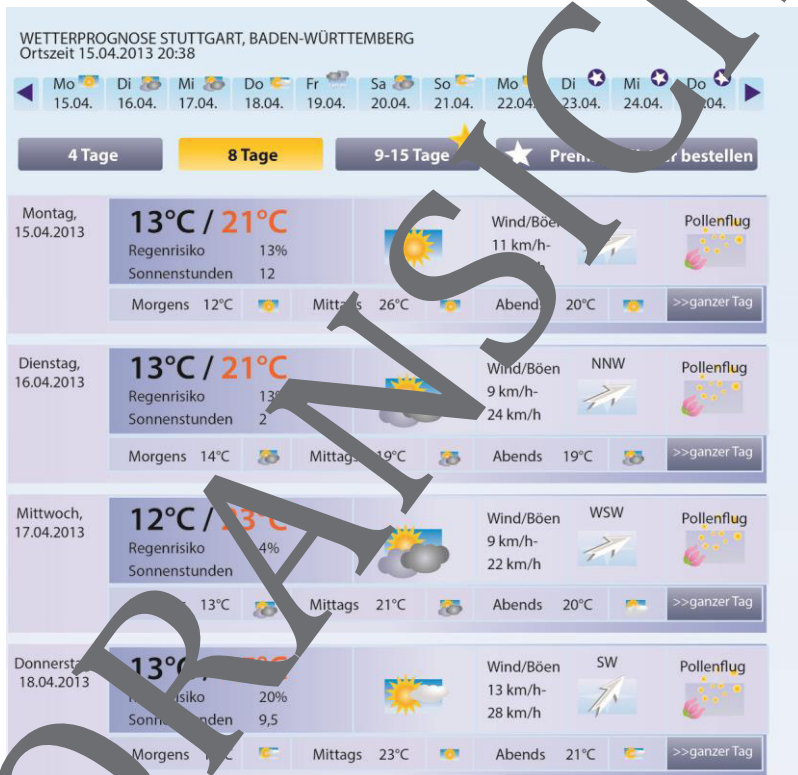 WETTERPROGNOSE STUTTGART, BADEN-WÜRTTEMBERG
Ortszeit 15.04.2013 20:38
Mo Di Mi Do Fr Sa So Mo Di Mi Do
15.04. 16.04. 17.04. 18.04. 19.04. 20.04. 21.04. 22.04. 23.04. 24.04.
4 Tage 8 Tage 9-15 Tage bestellen
Montag,
15.04.2013
13°C / 21°C
Regenrisiko 13%
Sonnenstunden 12
11 km/h-
Pollenflug
Morgens 12°C Mittags 26°C Abends 20°C >>ganzer Tag
Dienstag,
16.04.2013
13°C / 21°C
Regenrisiko
Sonnenstunden 2
Wind/Böen NNW
9 km/h-
24 km/h
Pollenflug
Morgens 14°C Mittags 19°C Abends 19°C >>ganzer Tag
Mittwoch,
17.04.2013
12°C /
Regenrisiko 4%
Sonnenstunden
Wind/Böen WSW
9 km/h-
22 km/h
Pollenflug
13°C Mittags 21°C Abends 20°C >>ganzer Tag
18.04.2013
13°C
20%
9,5
Wind/Böen SW
13 km/h-
28 km/h
Pollenflug
Morgens Mittags 23°C Abends 21°C >>ganzer Tag
ORANSICH